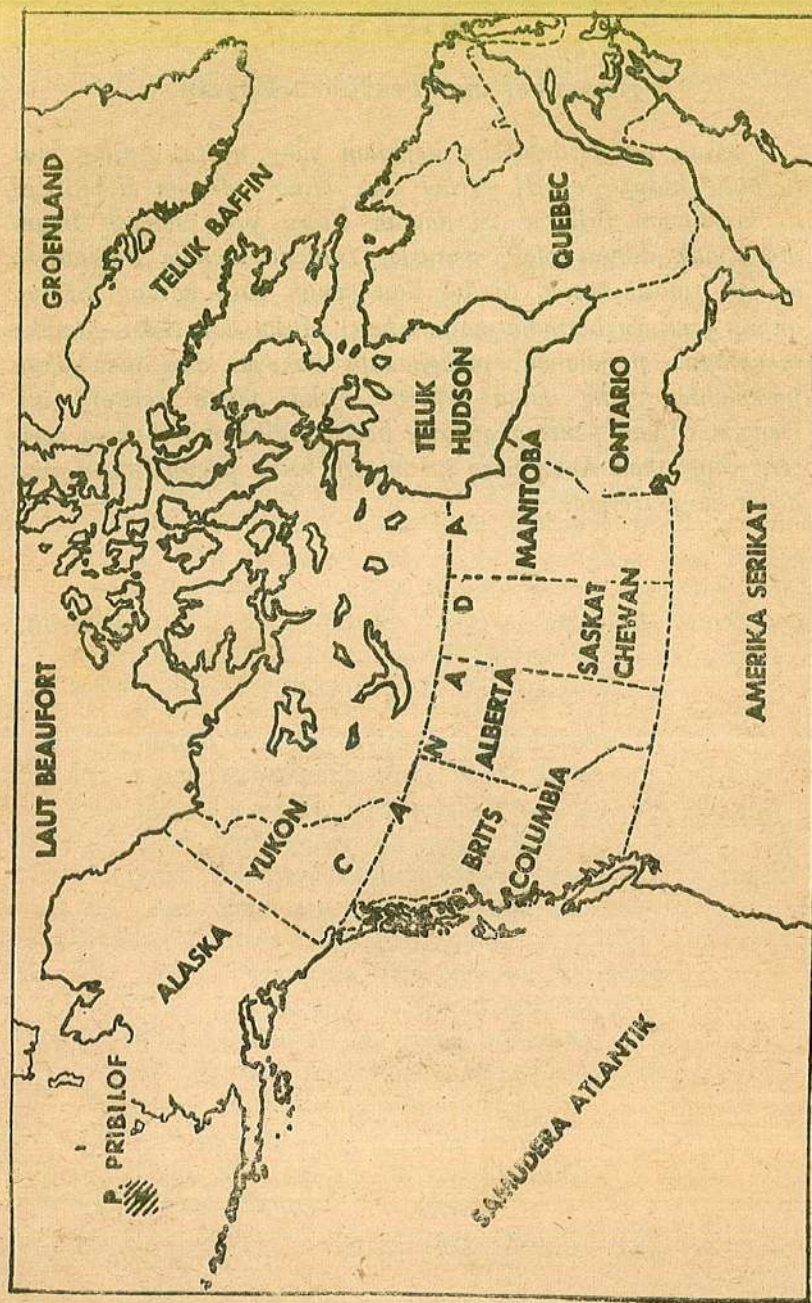 LAUT BEAUFORT
GROENLAND
TELUK BAFFIN
P. PRIBILOF
ALASKA
YUKON
C A N A D A
TELUK
HUDSON
QUEBEC
BRITS
COLUMBIA
ALBERTA
SASKAT
CHEWAN
MANITOBA
ONTARIO
SAMUDERA ATLANTIK
AMERIKA SERIKAT